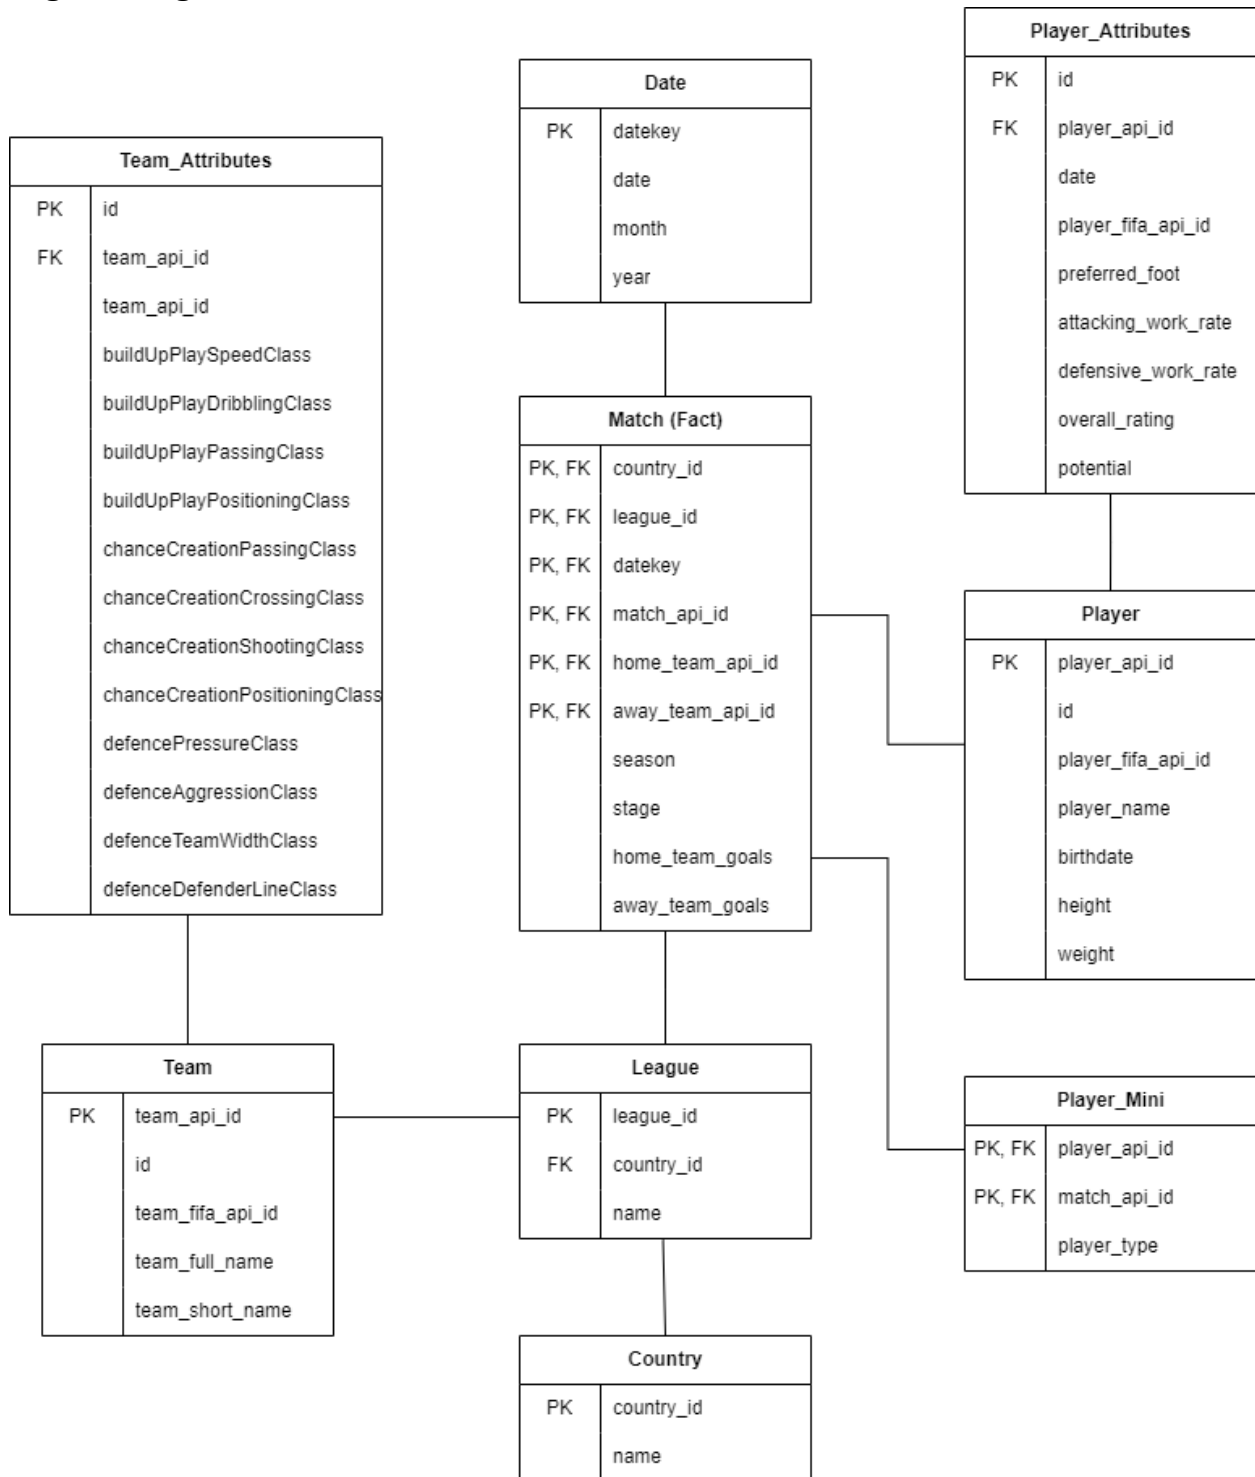 Player_Attributes
PK id
FK player_api_id
date
player_fifa_api_id
preferred_foot
attacking_work_rate
defensive_work_rate
overall_rating
potential
Date
PK datekey
date
month
year
Team_Attributes
PK id
FK team_api_id
team_api_id
buildUpPlaySpeedClass
buildUpPlayDribblingClass
buildUpPlayPassingClass
buildUpPlayPositioningClass
chanceCreationPassingClass
chanceCreationCrossingClass
chanceCreationShootingClass
chanceCreationPositioningClass
defencePressureClass
defenceAggressionClass
defenceTeamWidthClass
defenceDefenderLineClass
Match (Fact)
PK, FK country_id
PK, FK league_id
PK, FK datekey
PK, FK match_api_id
PK, FK home_team_api_id
PK, FK away_team_api_id
season
stage
home_team_goals
away_team_goals
Player
PK player_api_id
id
player_fifa_api_id
player_name
birthdate
height
weight
Team
PK team_api_id
id
team_fifa_api_id
team_full_name
team_short_name
League
PK league_id
FK country_id
name
Player_Mini
PK, FK player_api_id
PK, FK match_api_id
player_type
Country
PK country_id
name